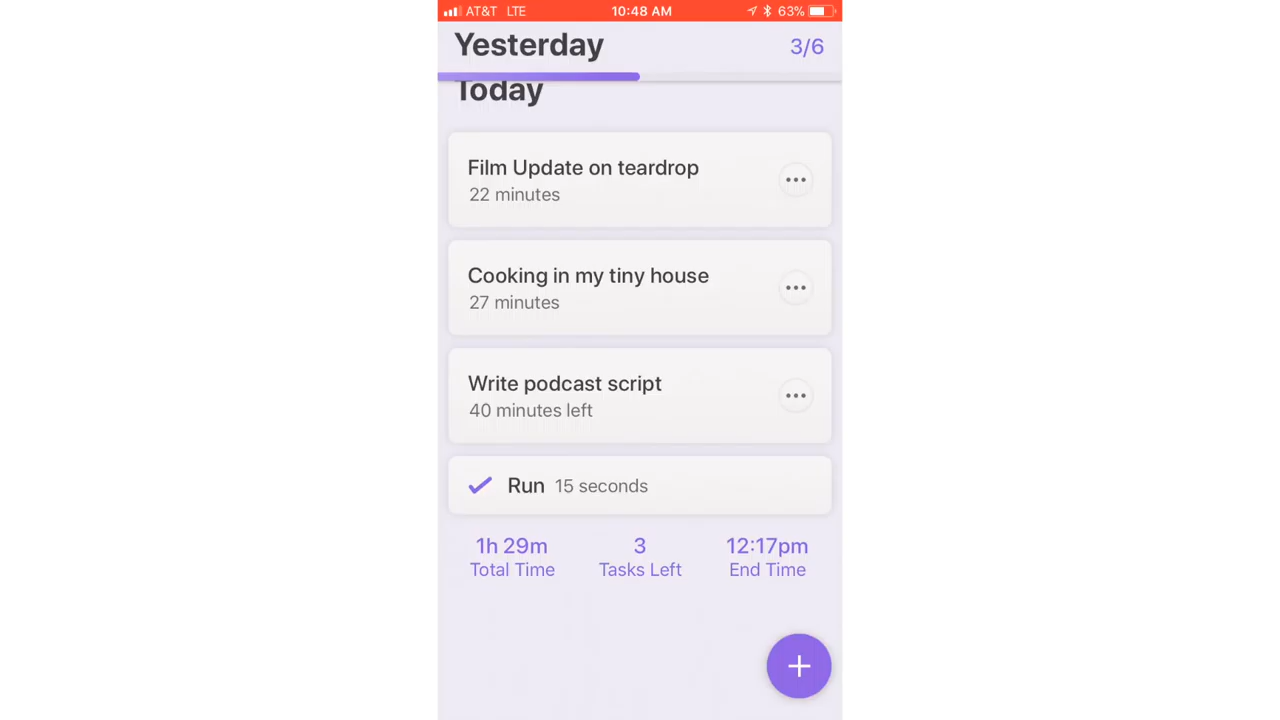 AT&T LTE 10:48 AM 63%
Yesterday 3/6
Today
Film Update on teardrop
22 minutes
Cooking in my tiny house
27 minutes
Write podcast script
40 minutes left
Run 15 seconds
1h 29m 3 12:17pm
Total Time Tasks Left End Time